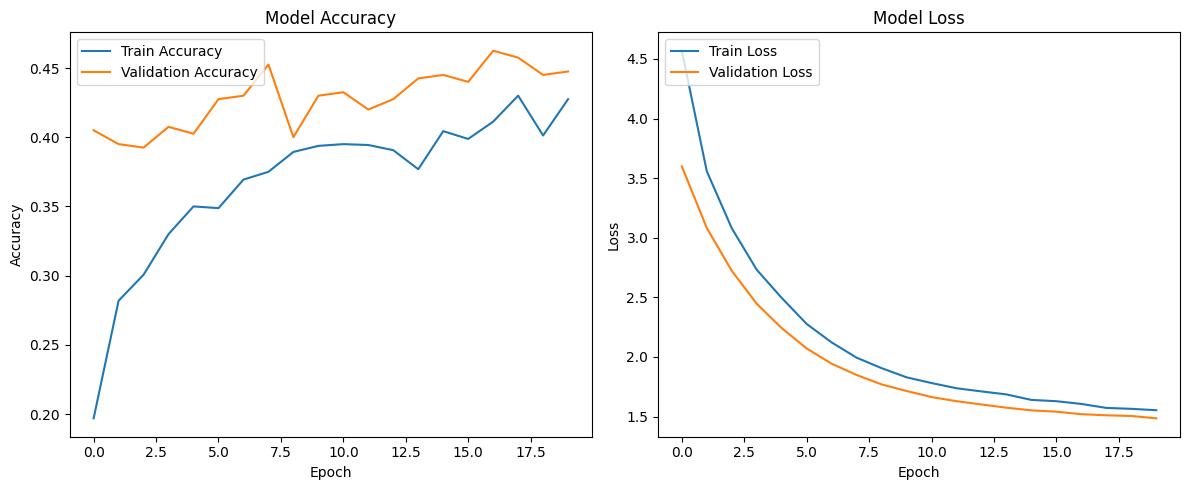 Model Accuracy
Train Accuracy
Validation Accuracy
0.45
0.40
0.35
0.30
0.25
0.20
Accuracy
0.0 2.5 5.0 7.5 10.0 12.5 15.0 17.5
Epoch
Model Loss
Train Loss
Validation Loss
4.5
4.0
3.5
3.0
2.5
2.0
1.5
Loss
0.0 2.5 5.0 7.5 10.0 12.5 15.0 17.5
Epoch